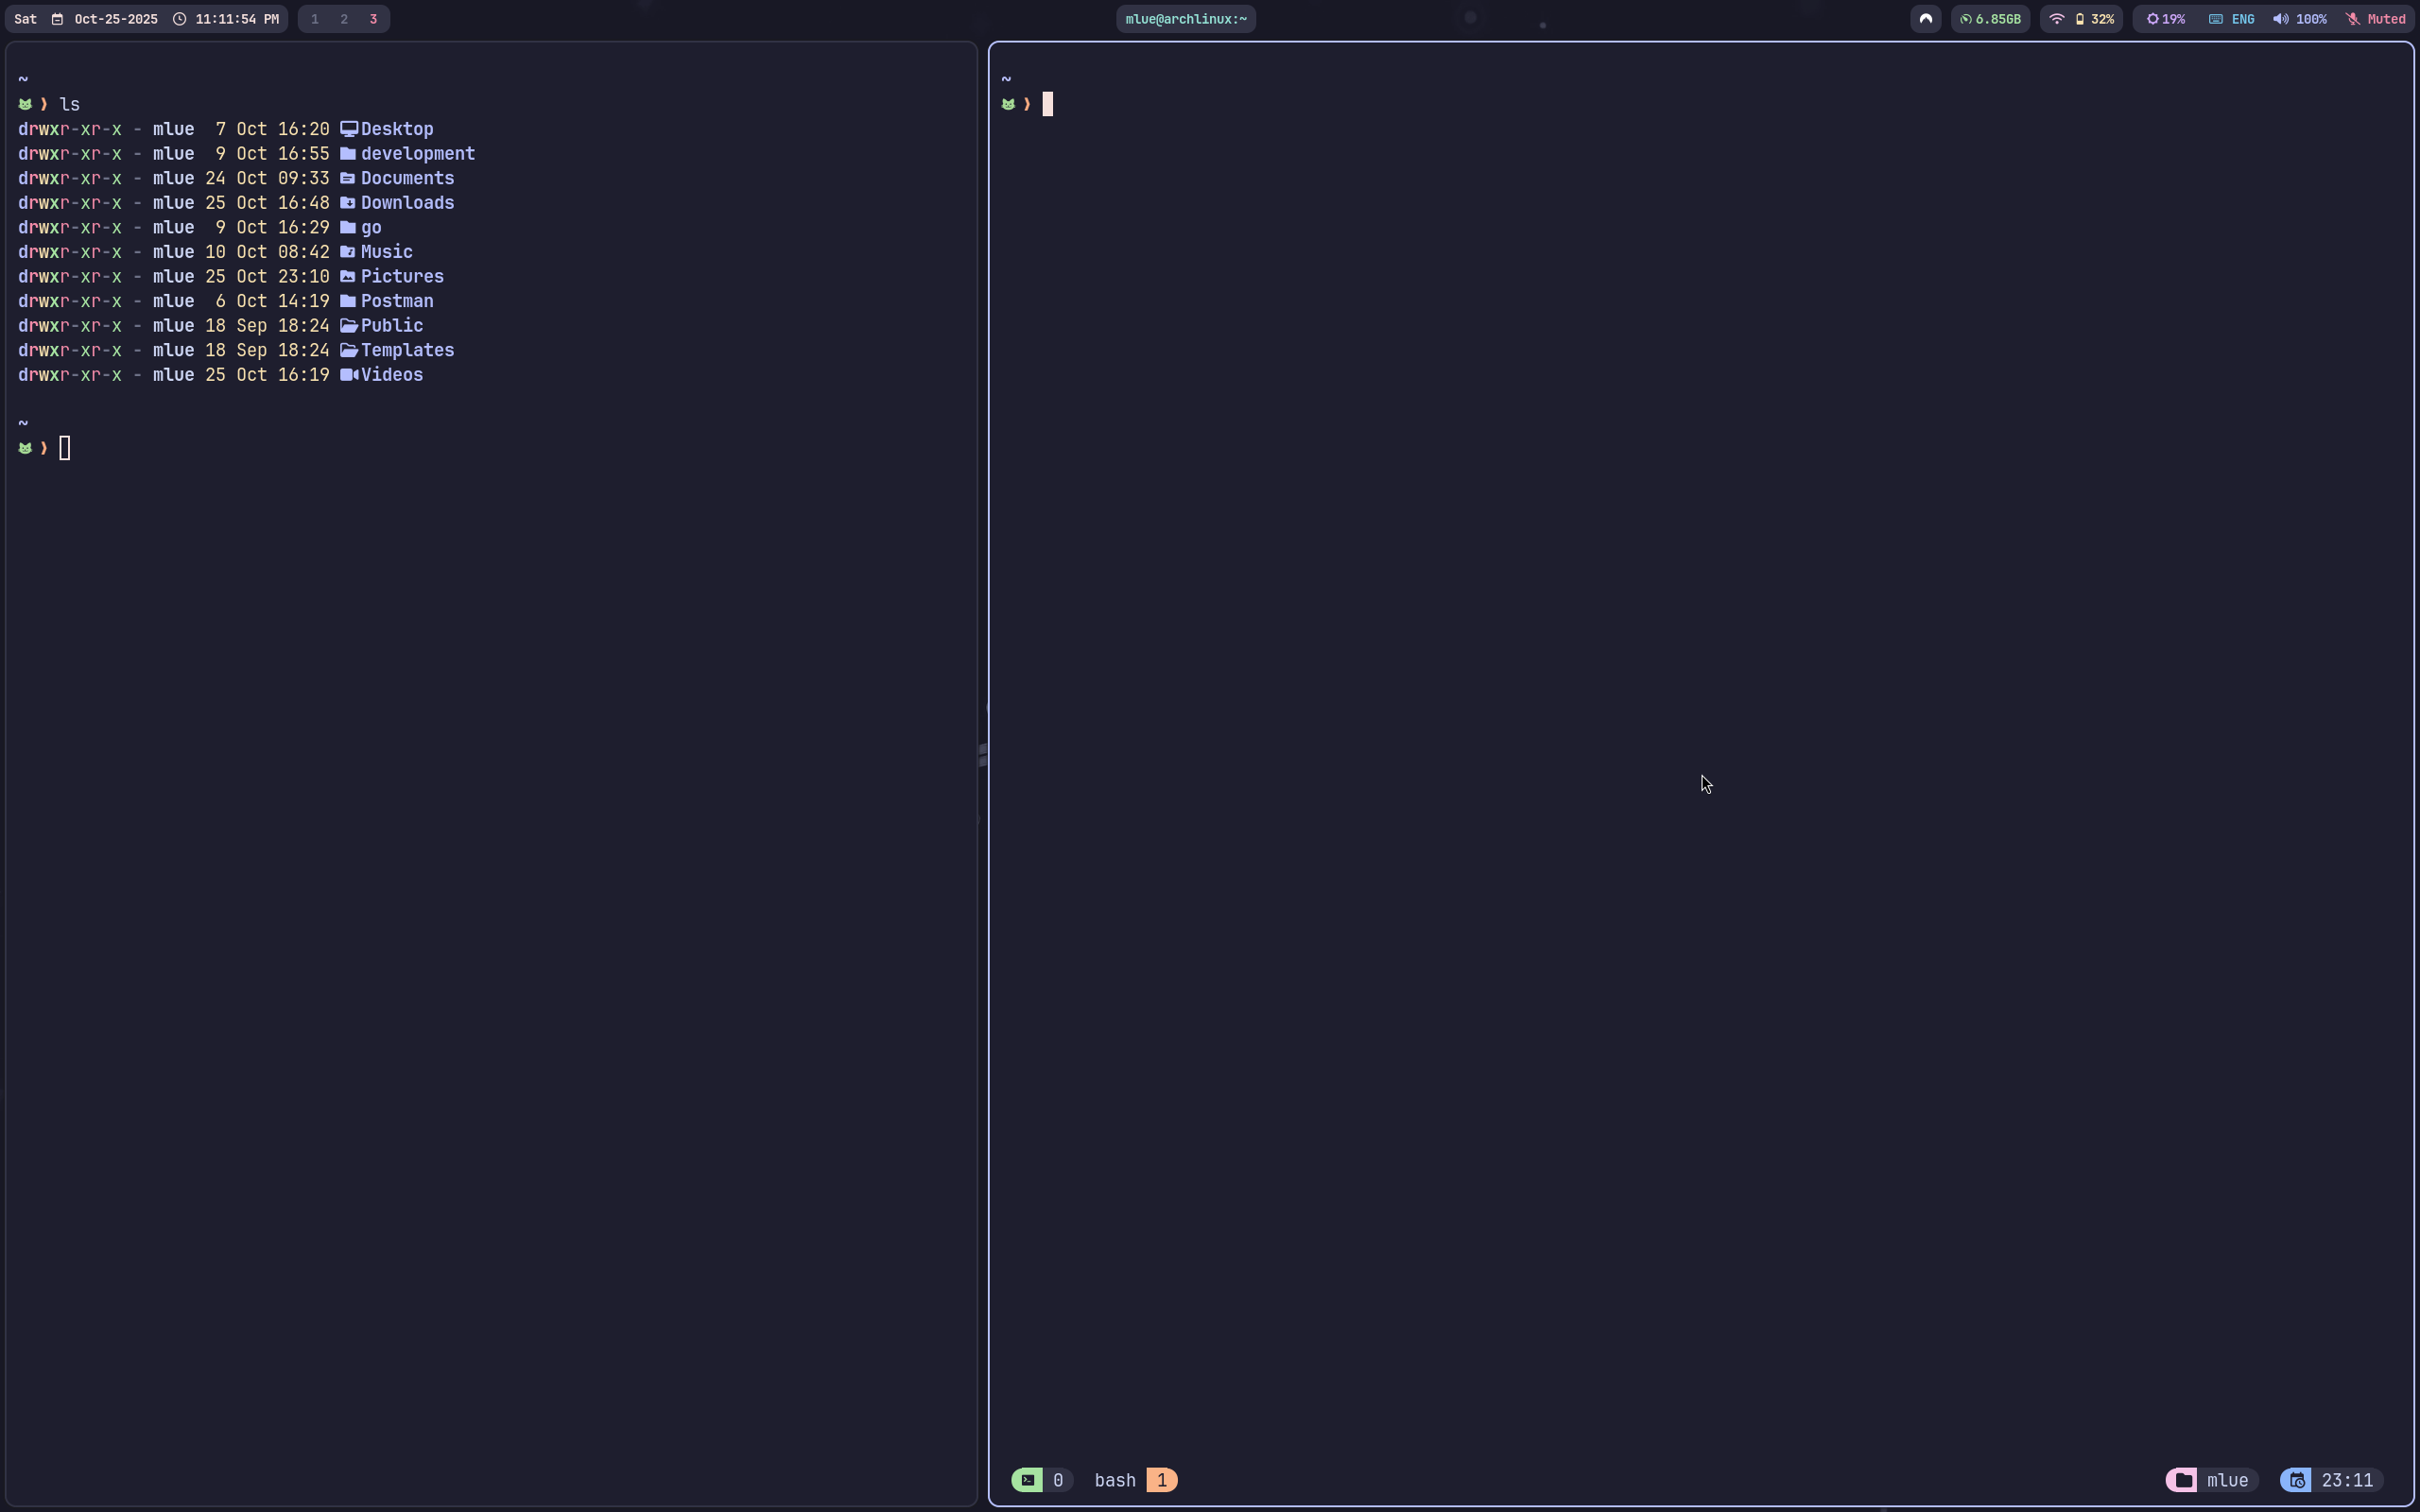 Sat Oct-25-2025 11:11:54 PM 1 2 3 mlue@archlinux:~ 6.85GB 32% 19% ENG 100% Muted
~
❱ ls
drwxr-xr-x - mlue  7 Oct 16:20 Desktop
drwxr-xr-x - mlue  9 Oct 16:55 development
drwxr-xr-x - mlue 24 Oct 09:33 Documents
drwxr-xr-x - mlue 25 Oct 16:48 Downloads
drwxr-xr-x - mlue  9 Oct 16:29 go
drwxr-xr-x - mlue 10 Oct 08:42 Music
drwxr-xr-x - mlue 25 Oct 23:10 Pictures
drwxr-xr-x - mlue  6 Oct 14:19 Postman
drwxr-xr-x - mlue 18 Sep 18:24 Public
drwxr-xr-x - mlue 18 Sep 18:24 Templates
drwxr-xr-x - mlue 25 Oct 16:19 Videos
~
❱
~
❱
0 bash 1 mlue 23:11